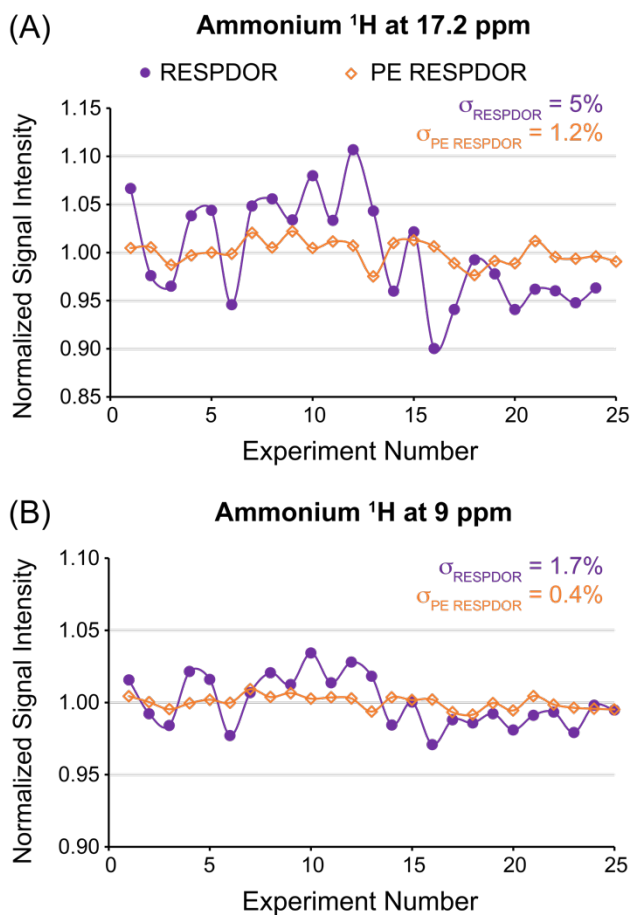 (A) Ammonium ¹H at 17.2 ppm
RESPDOR PE RESPDOR
σRESPDOR = 5%
σPE RESPDOR = 1.2%
Normalized Signal Intensity
1.15
1.10
1.05
1.00
0.95
0.90
0.85
0 5 10 15 20 25
Experiment Number
(B) Ammonium ¹H at 9 ppm
σRESPDOR = 1.7%
σPE RESPDOR = 0.4%
Normalized Signal Intensity
1.10
1.05
1.00
0.95
0.90
0 5 10 15 20 25
Experiment Number